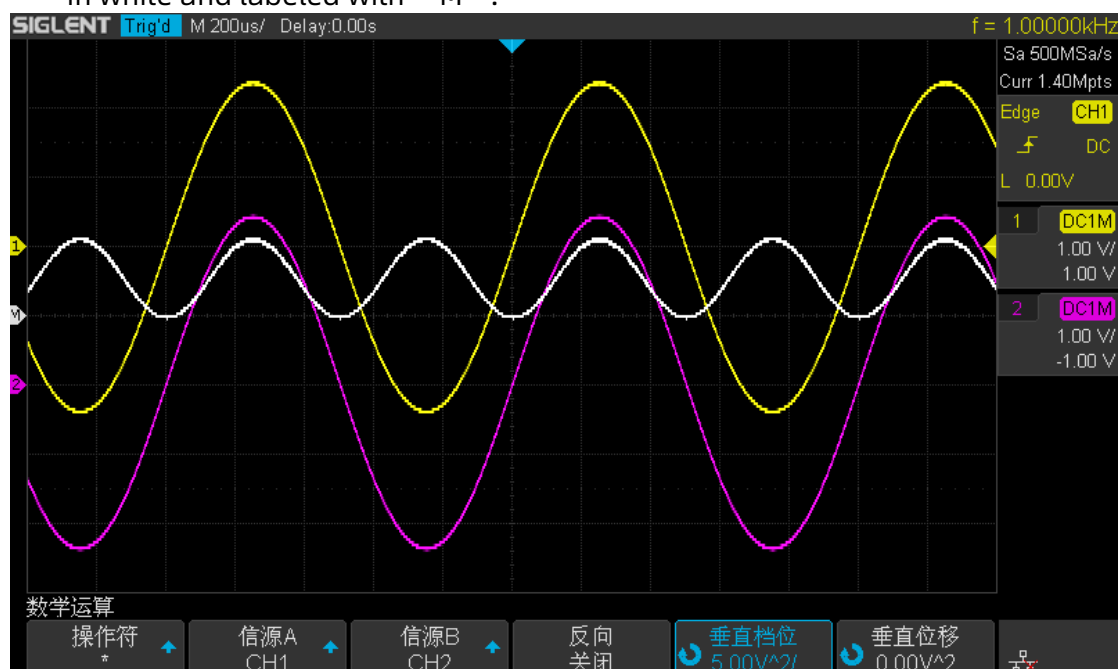 in white and labeled with “ M ”.
SIGLENT Trig'd M 200us/ Delay:0.00s f = 1.00000kHz
Sa 500MSa/s
Curr 1.40Mpts
Edge CH1
DC
L 0.00V
1 DC1M
1.00 V/
1.00 V
2 DC1M
1.00 V/
-1.00 V
1
M
2
数学运算
操作符 信源A 信源B 反向 垂直档位 垂直位移
* CH1 CH2 关闭 5.00V^2/ 0.00V^2